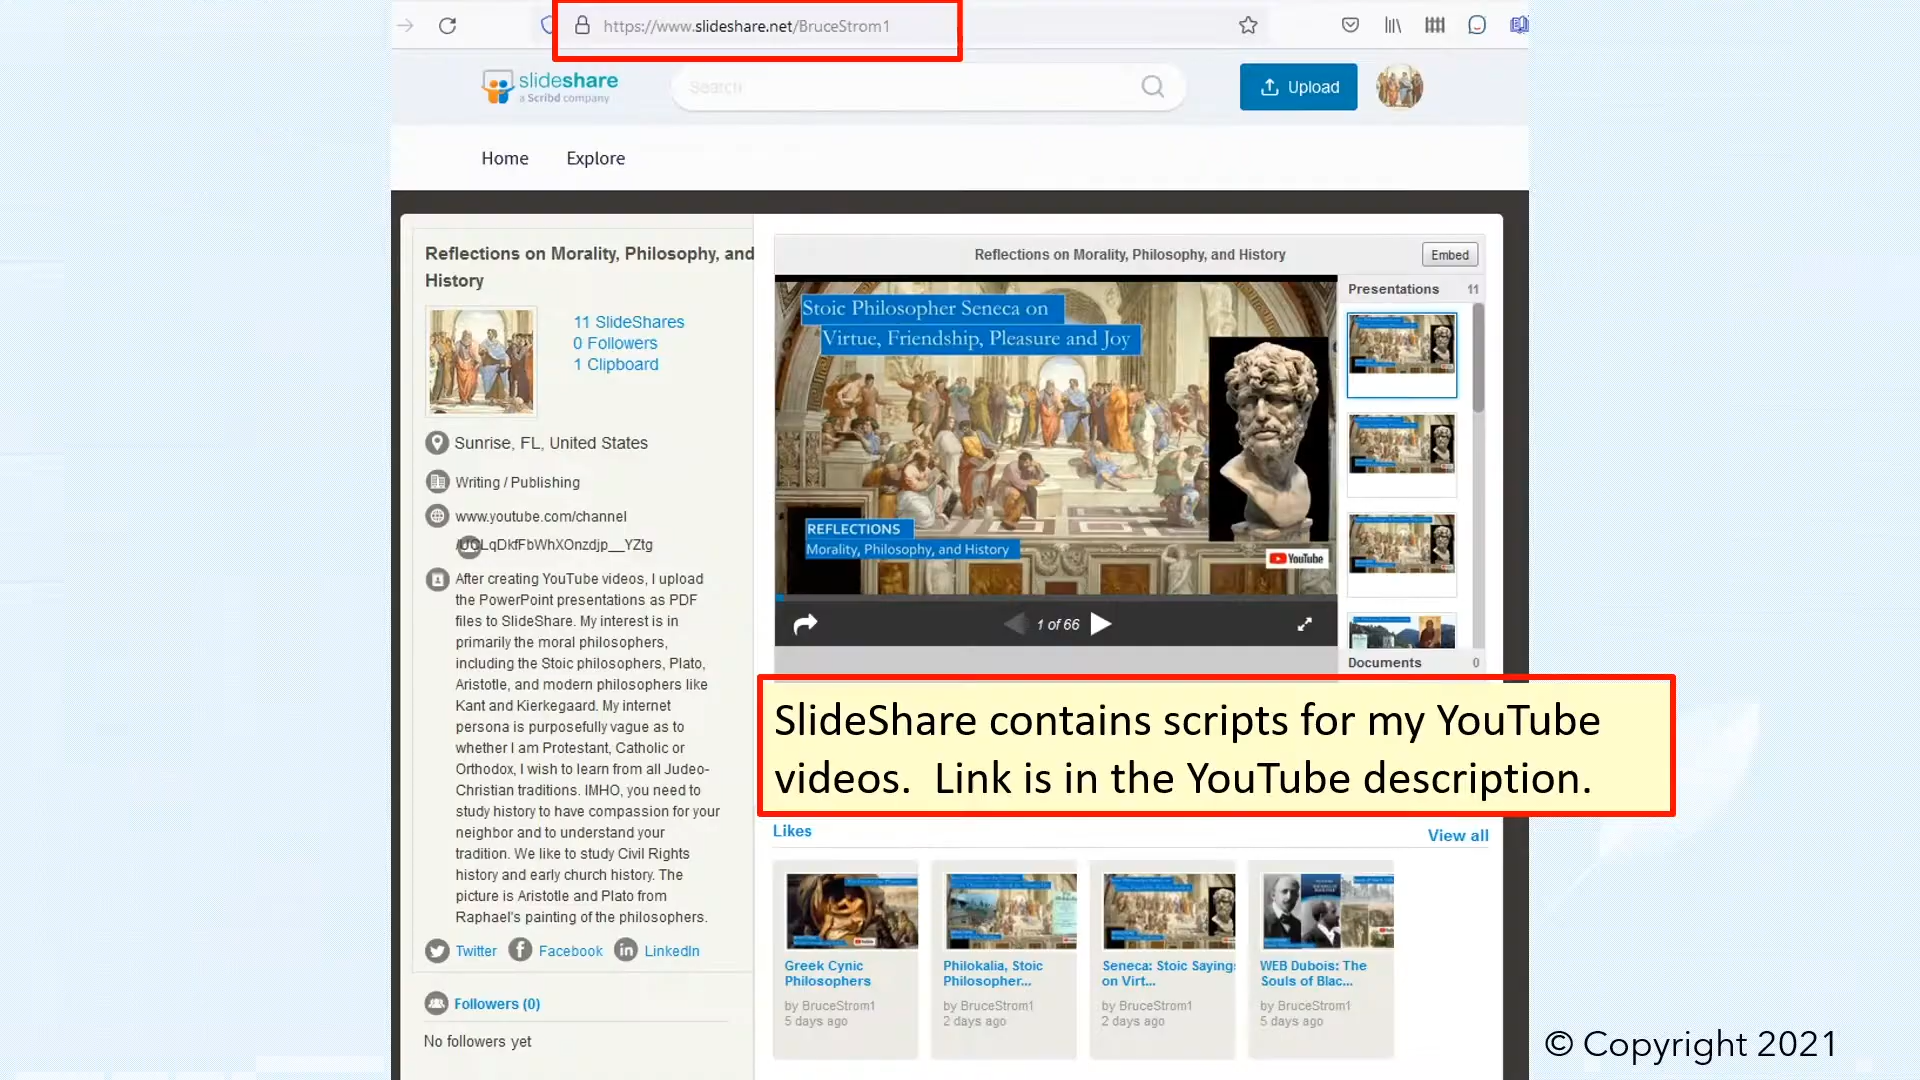 https://www.slideshare.net/BruceStrom1
slideshare
a Scribd company
Search
Upload
Home
Explore
Reflections on Morality, Philosophy, and
History
11 SlideShares
0 Followers
1 Clipboard
Sunrise, FL, United States
Writing / Publishing
www.youtube.com/channel
/UCLqDkfFbWhXOnzdjp__YZtg
After creating YouTube videos, I upload
the PowerPoint presentations as PDF
files to SlideShare. My interest is in
primarily the moral philosophers,
including the Stoic philosophers, Plato,
Aristotle, and modern philosophers like
Kant and Kierkegaard. My internet
persona is purposefully vague as to
whether I am Protestant, Catholic or
Orthodox, I wish to learn from all Judeo-
Christian traditions. IMHO, you need to
study history to have compassion for your
neighbor and to understand your
tradition. We like to study Civil Rights
history and early church history. The
picture is Aristotle and Plato from
Raphael's painting of the philosophers.
Twitter
Facebook
LinkedIn
Followers (0)
No followers yet
Reflections on Morality, Philosophy, and History
Embed
Stoic Philosopher Seneca on
Virtue, Friendship, Pleasure and Joy
REFLECTIONS
Morality, Philosophy, and History
YouTube
1 of 66
Presentations 11
Documents 0
SlideShare contains scripts for my YouTube
videos. Link is in the YouTube description.
Likes
View all
Greek Cynic
Philosophers
by BruceStrom1
5 days ago
Philokalia, Stoic
Philosopher...
by BruceStrom1
2 days ago
Seneca: Stoic Sayings
on Virt...
by BruceStrom1
2 days ago
WEB Dubois: The
Souls of Blac...
by BruceStrom1
5 days ago
© Copyright 2021